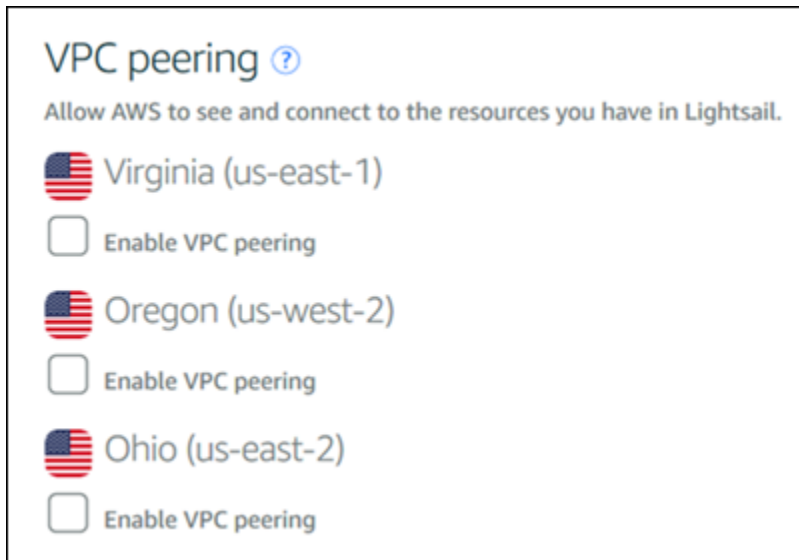 VPC peering ?
Allow AWS to see and connect to the resources you have in Lightsail.
Virginia (us-east-1)
Enable VPC peering
Oregon (us-west-2)
Enable VPC peering
Ohio (us-east-2)
Enable VPC peering